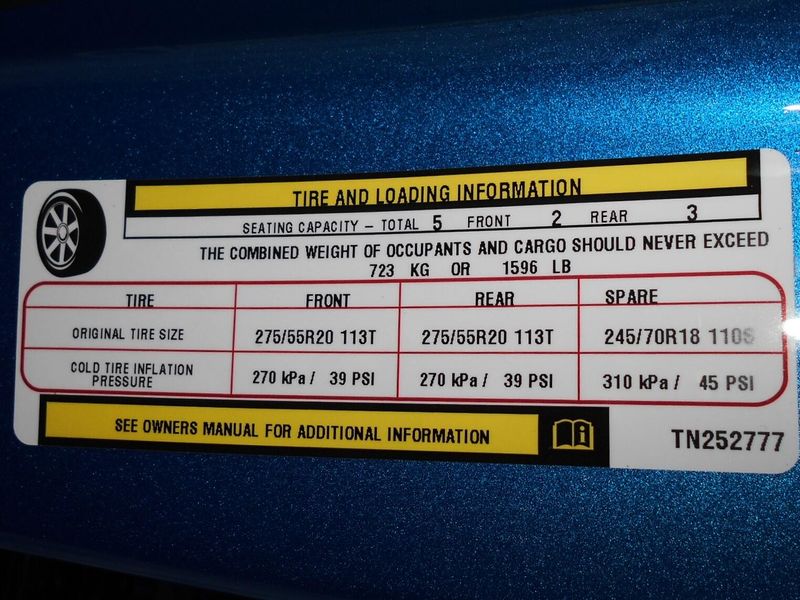 TIRE AND LOADING INFORMATION
SEATING CAPACITY – TOTAL 5 FRONT 2 REAR 3
THE COMBINED WEIGHT OF OCCUPANTS AND CARGO SHOULD NEVER EXCEED
723 KG OR 1596 LB
TIRE FRONT REAR SPARE
ORIGINAL TIRE SIZE 275/55R20 113T 275/55R20 113T 245/70R18 110S
COLD TIRE INFLATION PRESSURE 270 kPa / 39 PSI 270 kPa / 39 PSI 310 kPa / 45 PSI
SEE OWNERS MANUAL FOR ADDITIONAL INFORMATION
TN252777